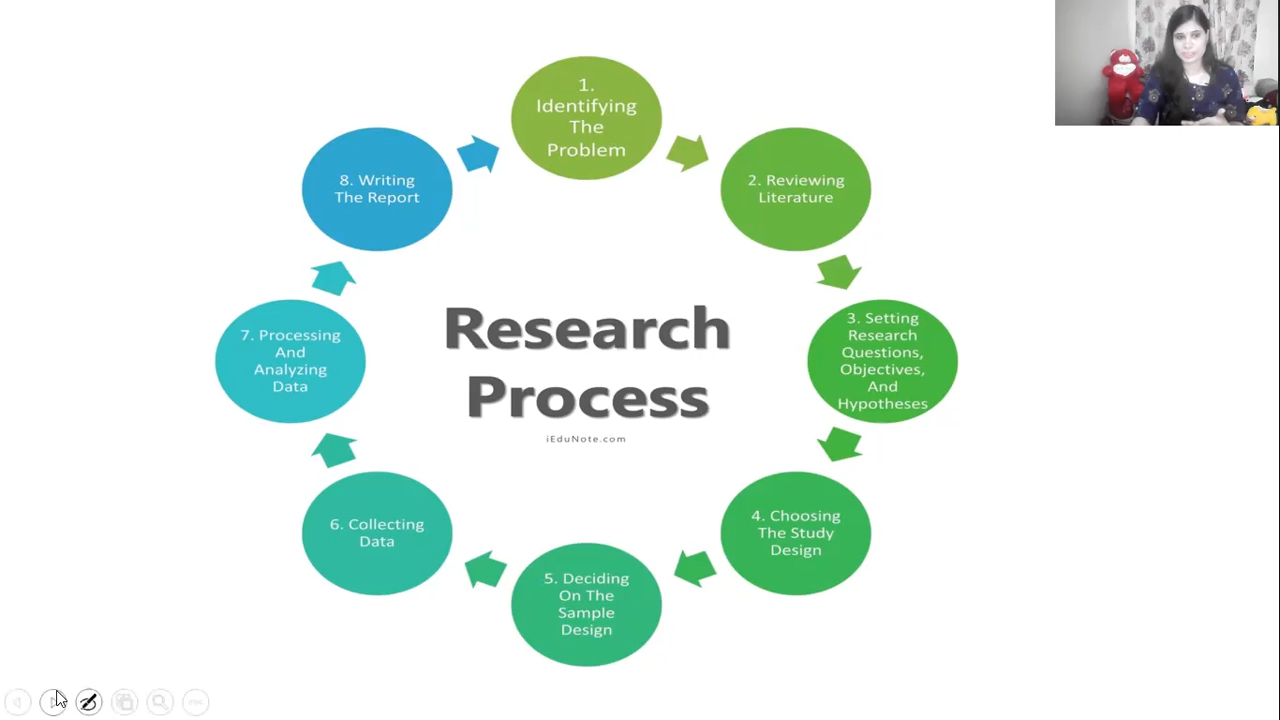 1.
Identifying
The
Problem
2. Reviewing
Literature
3. Setting
Research
Questions,
Objectives,
And
Hypotheses
4. Choosing
The Study
Design
5. Deciding
On The
Sample
Design
6. Collecting
Data
7. Processing
And
Analyzing
Data
8. Writing
The Report
Research
Process
iEduNote.com